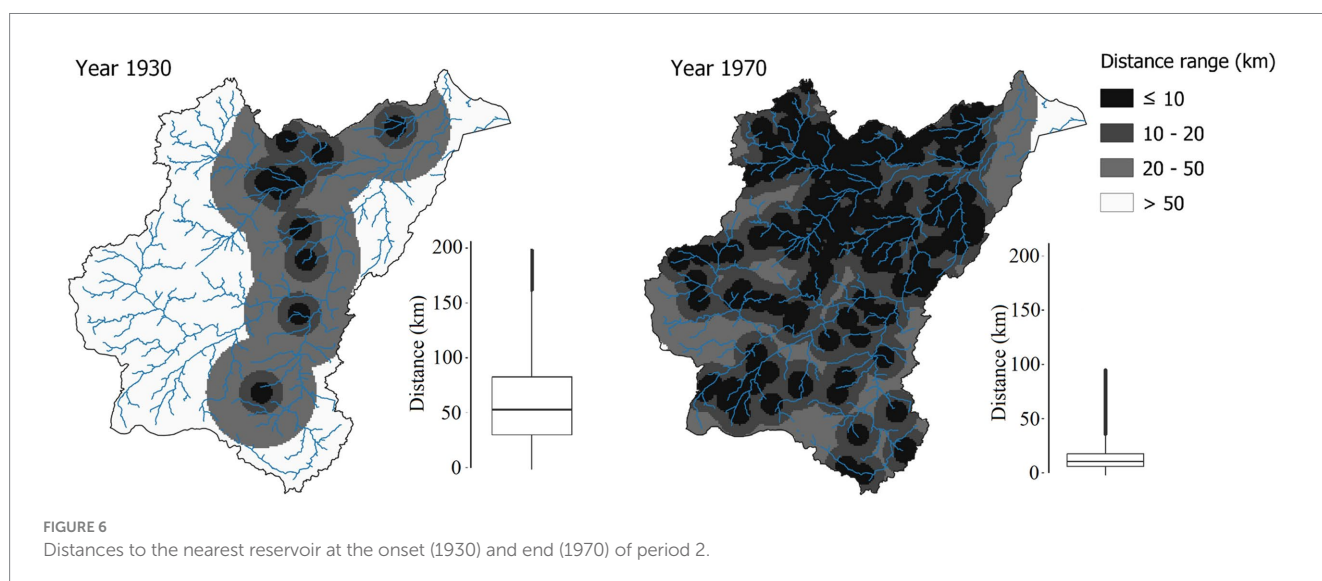 Year 1930
Year 1970
Distance range (km)
≤ 10
10 - 20
20 - 50
> 50
Distance (km)
200
150
100
50
0
Distance (km)
200
150
100
50
0
FIGURE 6
Distances to the nearest reservoir at the onset (1930) and end (1970) of period 2.